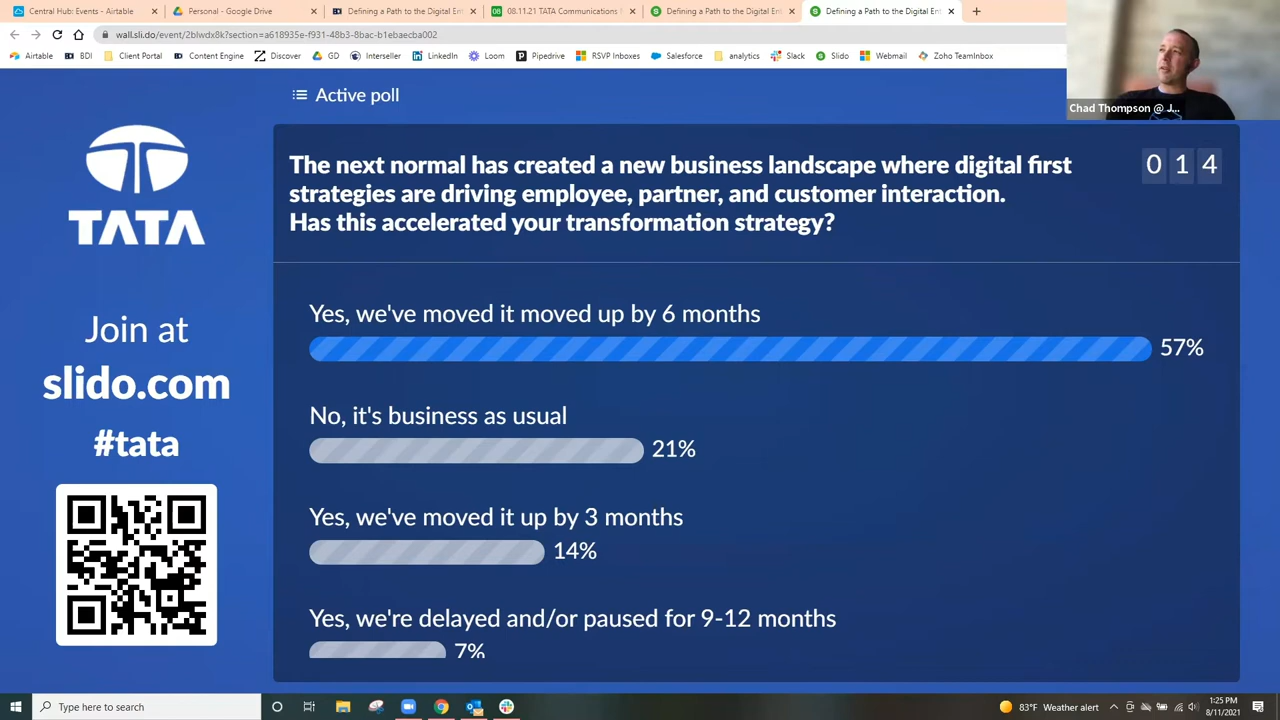 Central Hub: Events - Airtable
Personal - Google Drive
Defining a Path to the Digital Ent
08.11.21 TATA Communications
Defining a Path to the Digital Ent
Defining a Path to the Digital Ent
wall.sli.do/event/2blwdx8k?section=a618935e-f931-48b3-8bac-b1ebaecba002
Airtable
BDI
Client Portal
Content Engine
Discover
GD
Interseller
LinkedIn
Loom
Pipedrive
RSVP Inboxes
Salesforce
analytics
Slack
Slido
Webmail
Zoho TeamInbox
Chad Thompson @ J...
Active poll
TATA
Join at
slido.com
#tata
The next normal has created a new business landscape where digital first
strategies are driving employee, partner, and customer interaction.
Has this accelerated your transformation strategy?
014
Yes, we've moved it moved up by 6 months
57%
No, it's business as usual
21%
Yes, we've moved it up by 3 months
14%
Yes, we're delayed and/or paused for 9-12 months
7%
Type here to search
83°F Weather alert
1:25 PM
8/11/2021